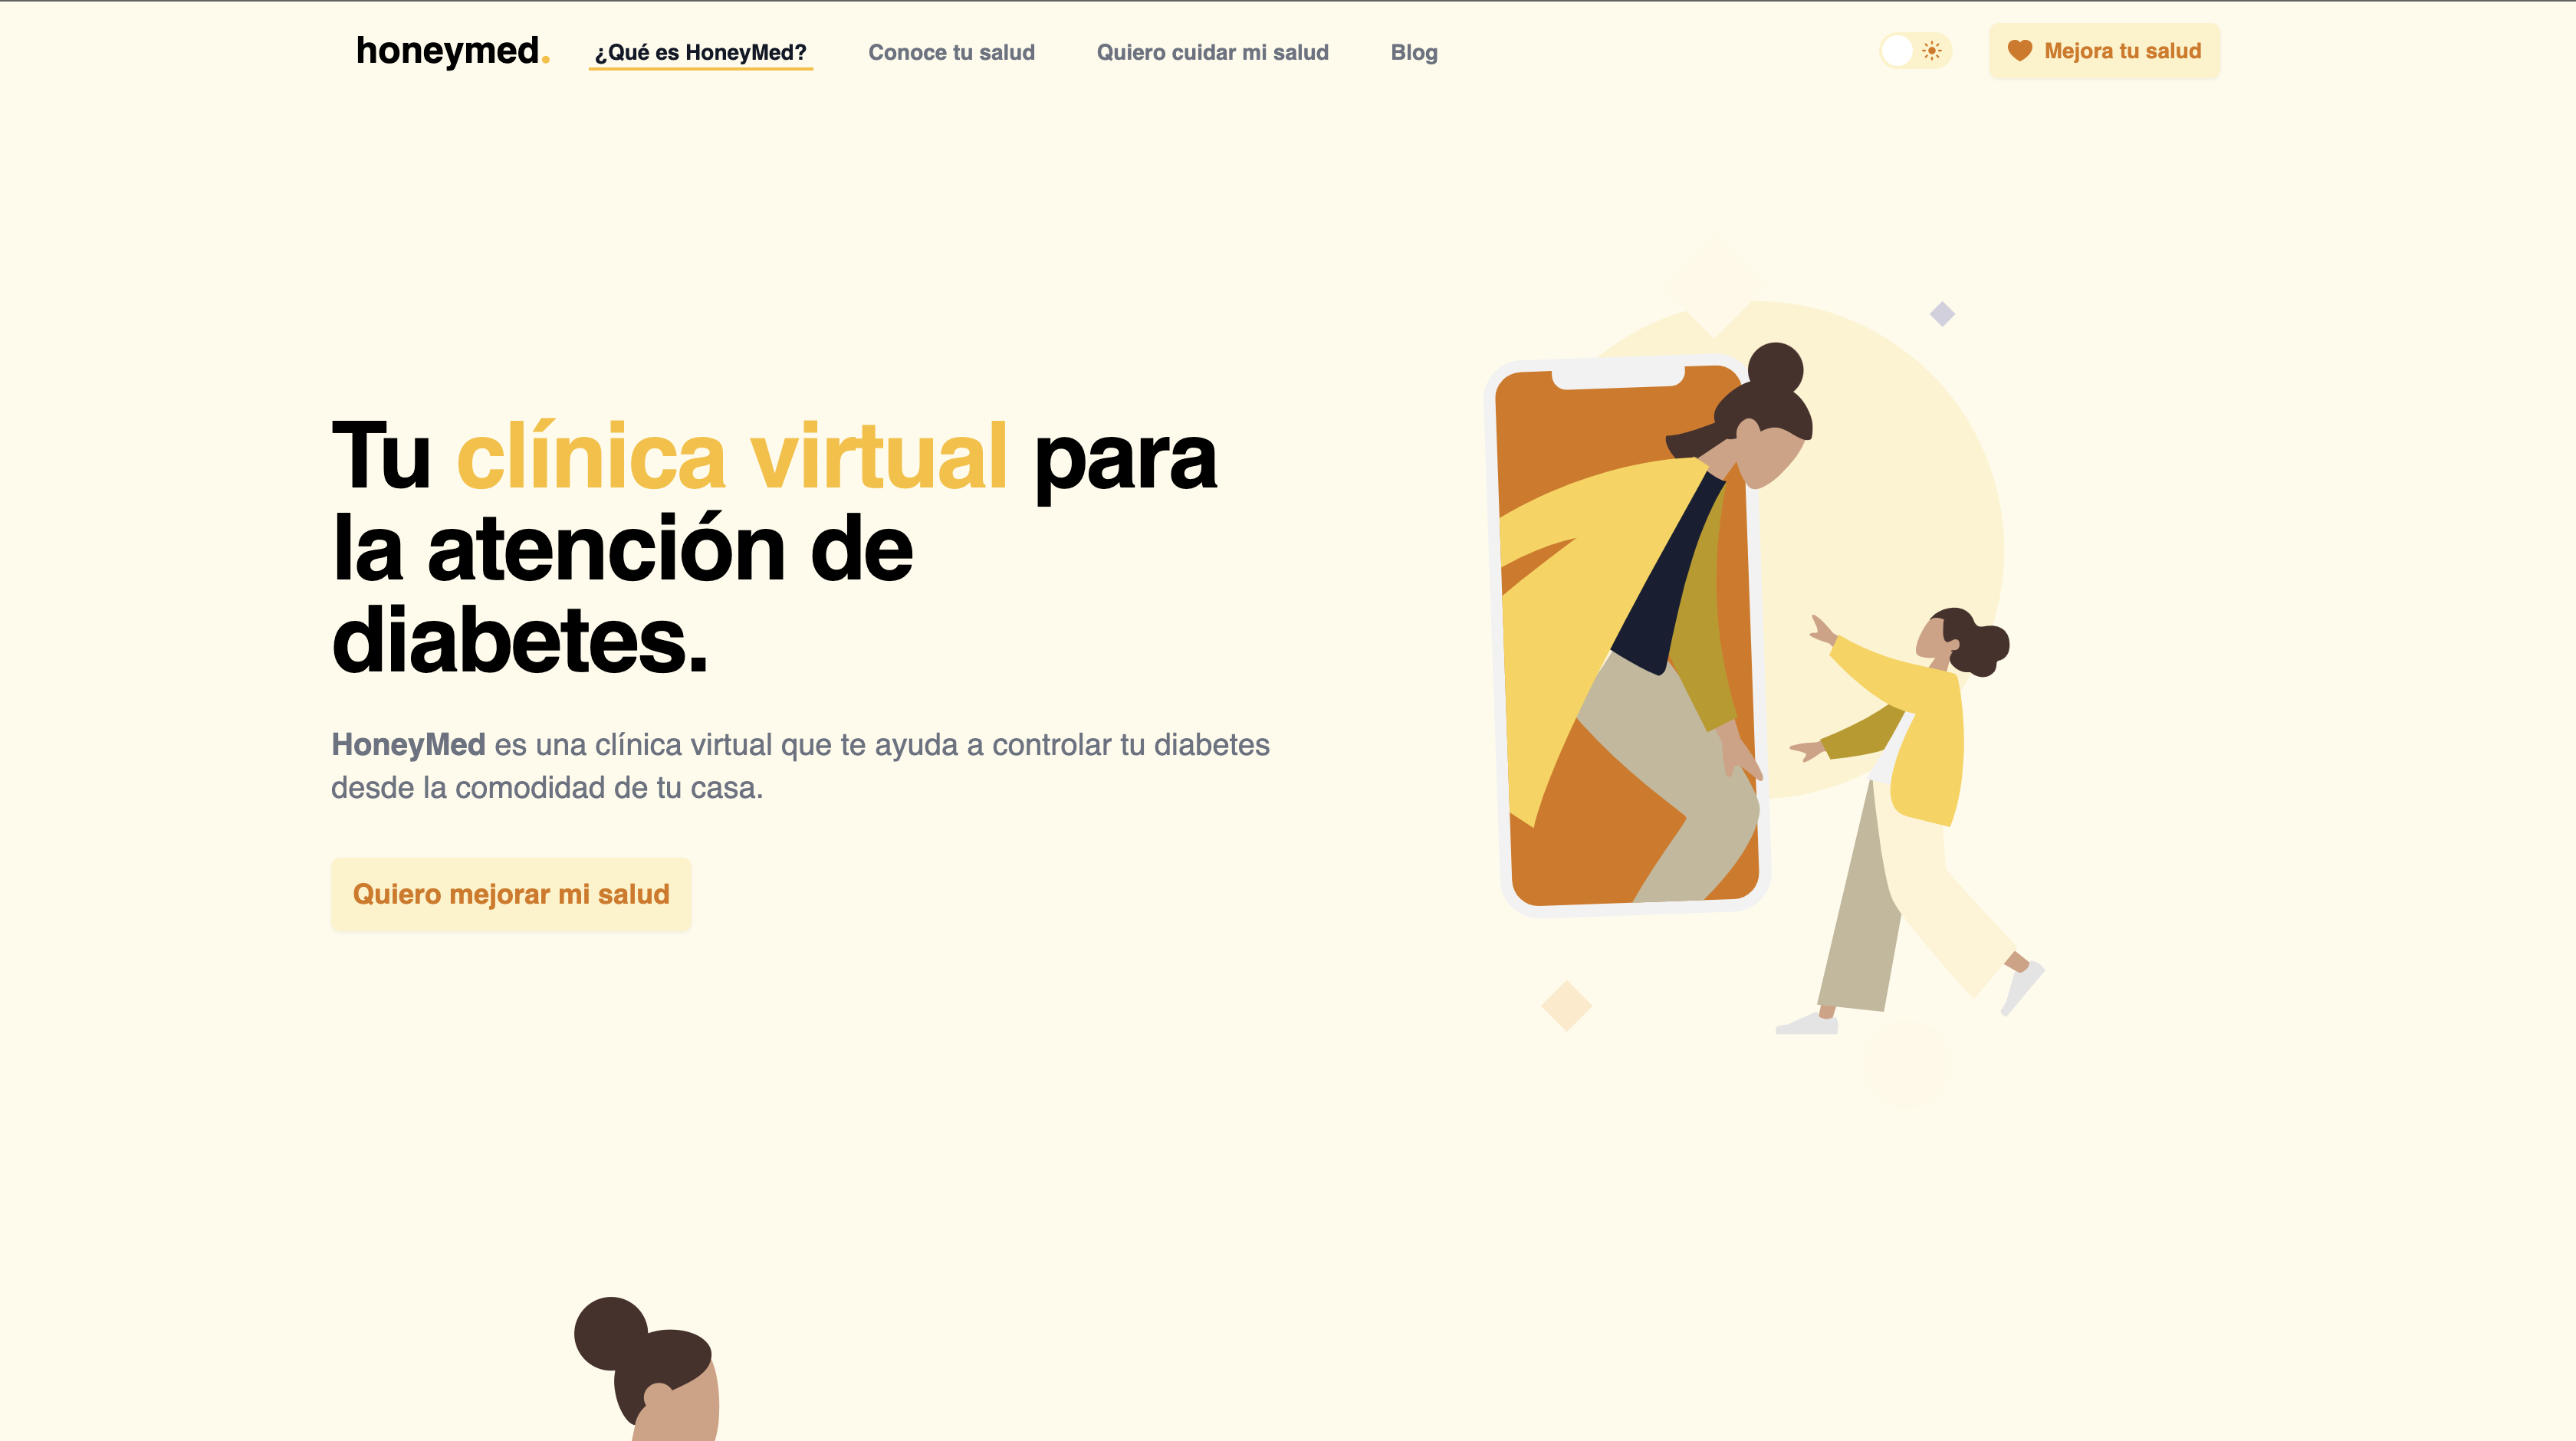 honeymed.
¿Qué es HoneyMed?
Conoce tu salud
Quiero cuidar mi salud
Blog
Mejora tu salud
Tu clínica virtual para
la atención de
diabetes.
HoneyMed es una clínica virtual que te ayuda a controlar tu diabetes
desde la comodidad de tu casa.
Quiero mejorar mi salud